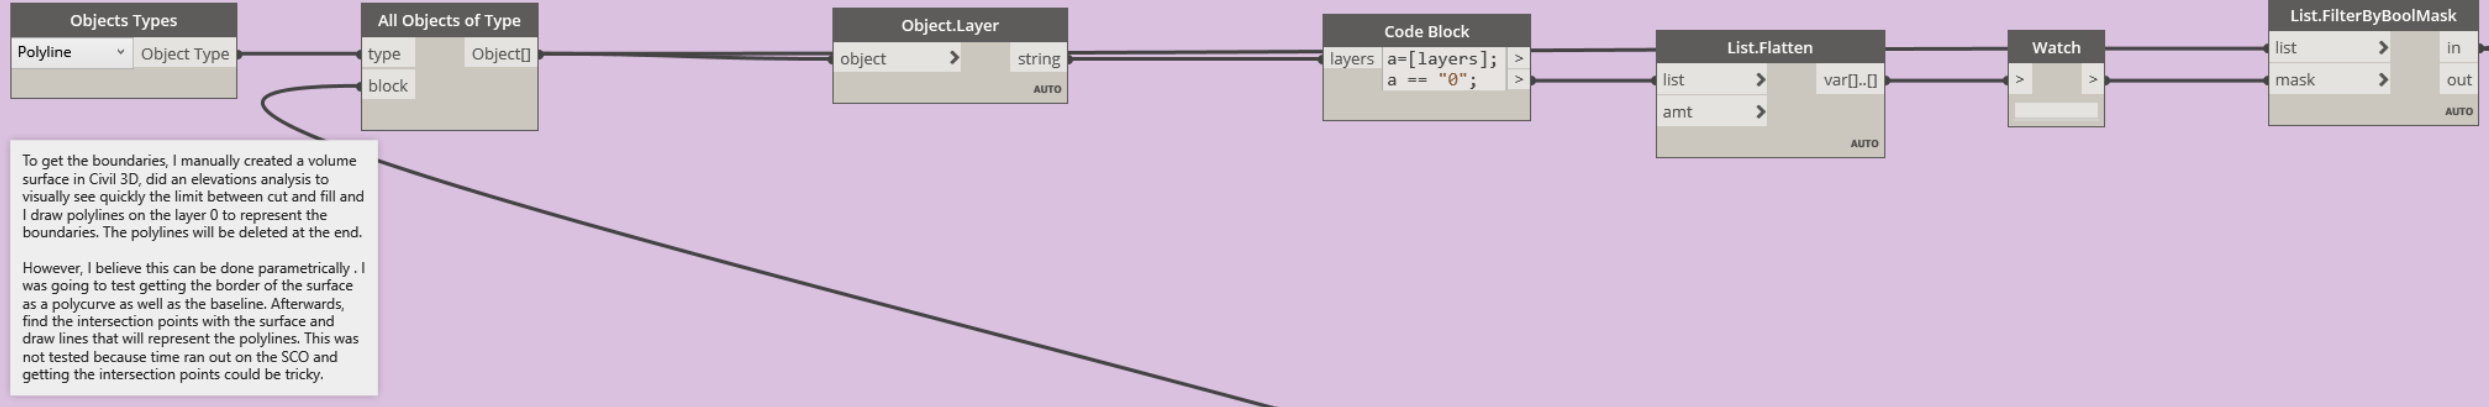 Objects Types
Polyline
Object Type
All Objects of Type
type
Object[]
block
Object.Layer
object >
string
AUTO
Code Block
layers
a=[layers]; >
a == "0"; >
List.Flatten
list >
var[]..[]
amt >
AUTO
Watch
> >
List.FilterByBoolMask
list >
in
mask >
out
AUTO
To get the boundaries, I manually created a volume
surface in Civil 3D, did an elevations analysis to
visually see quickly the limit between cut and fill and
I draw polylines on the layer 0 to represent the
boundaries. The polylines will be deleted at the end.
However, I believe this can be done parametrically . I
was going to test getting the border of the surface
as a polycurve as well as the baseline. Afterwards,
find the intersection points with the surface and
draw lines that will represent the polylines. This was
not tested because time ran out on the SCO and
getting the intersection points could be tricky.